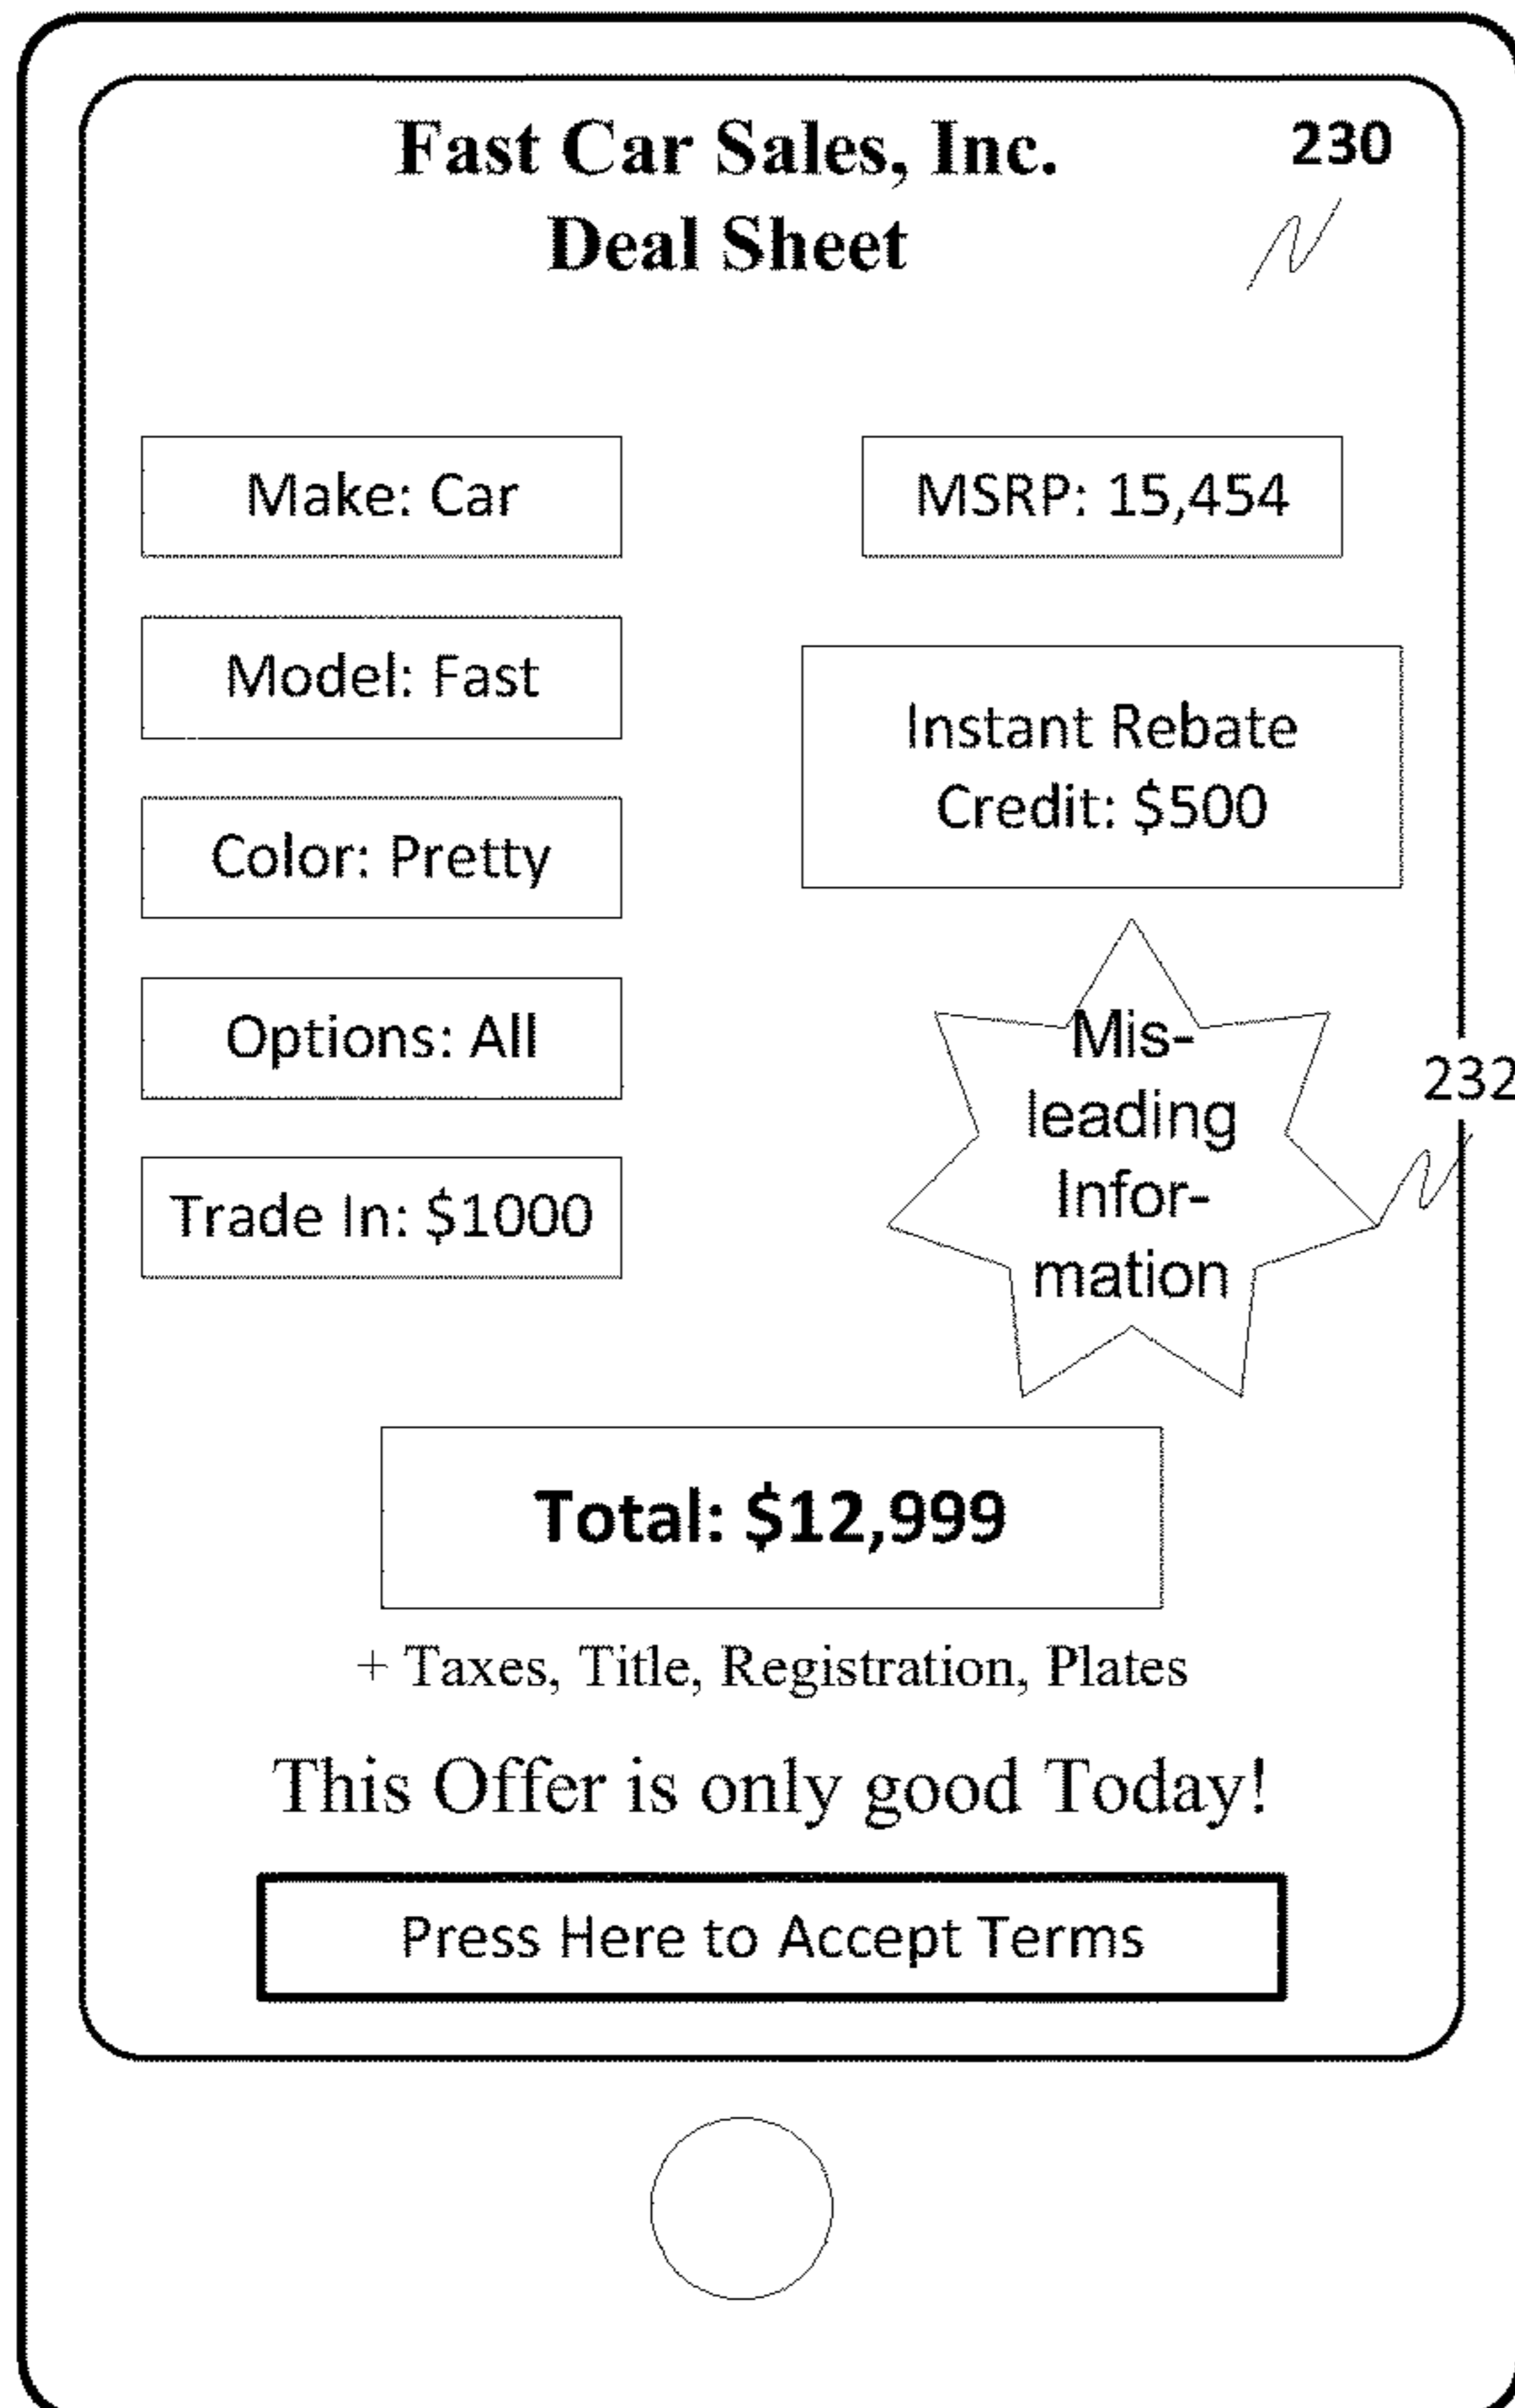 Fast Car Sales, Inc.
Deal Sheet
230
Make: Car
MSRP: 15,454
Model: Fast
Instant Rebate
Credit: $500
Color: Pretty
Options: All
Mis-
leading
Infor-
mation
232
Trade In: $1000
Total: $12,999
+ Taxes, Title, Registration, Plates
This Offer is only good Today!
Press Here to Accept Terms